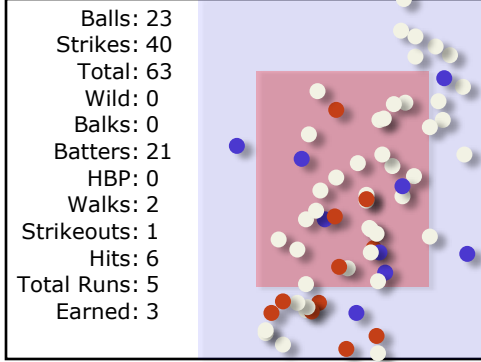 Balls: 23
Strikes: 40
Total: 63
Wild: 0
Balks: 0
Batters: 21
HBP: 0
Walks: 2
Strikeouts: 1
Hits: 6
Total Runs: 5
Earned: 3